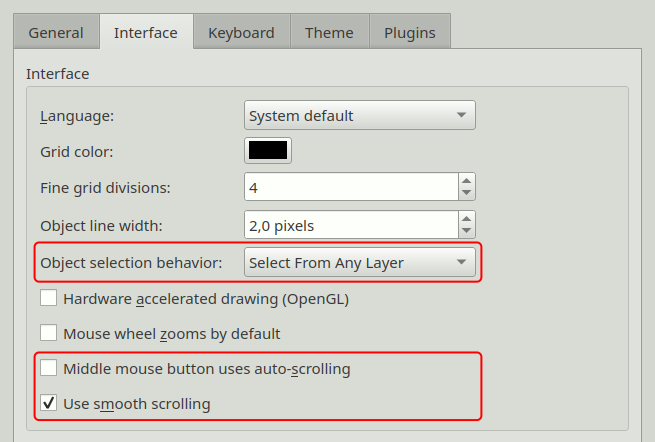 General Interface Keyboard Theme Plugins
Interface
Language: System default
Grid color:
Fine grid divisions: 4
Object line width: 2,0 pixels
Object selection behavior: Select From Any Layer
Hardware accelerated drawing (OpenGL)
Mouse wheel zooms by default
Middle mouse button uses auto-scrolling
Use smooth scrolling